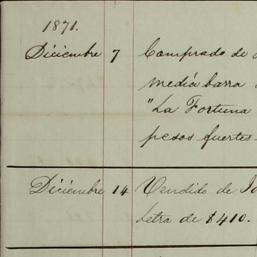 1871.
Diciembre 7 Comprado de
media barra
"La Fortuna
pesos fuertes
Diciembre 14 Vendido de
letra de $410.